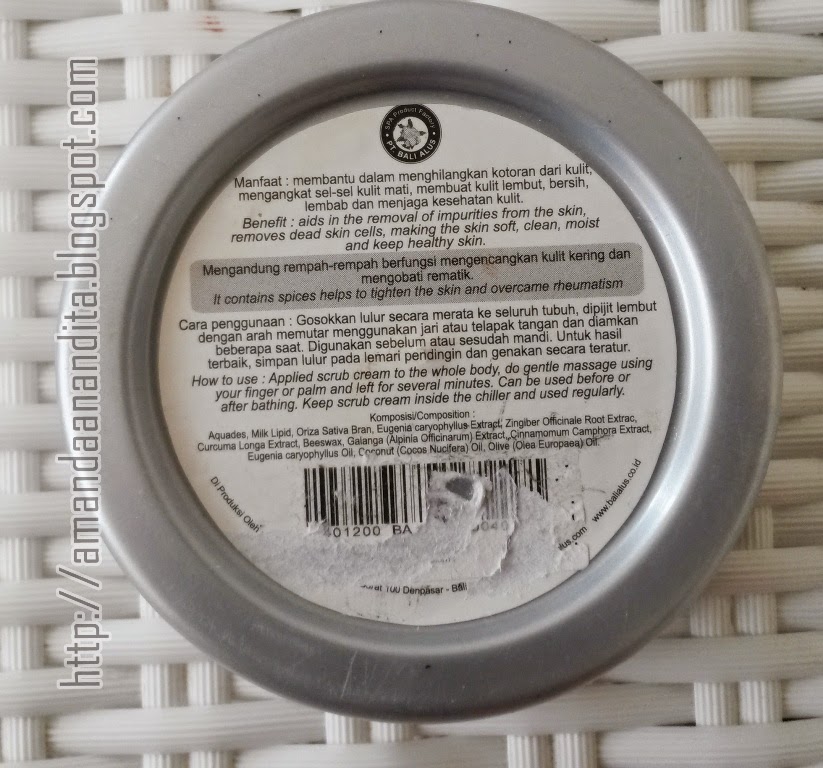 SPA Product Factory
PT. BALI ALUS
Manfaat : membantu dalam menghilangkan kotoran dari kulit,
mengangkat sel-sel kulit mati, membuat kulit lembut, bersih,
lembab dan menjaga kesehatan kulit.
Benefit : aids in the removal of impurities from the skin,
removes dead skin cells, making the skin soft, clean, moist
and keep healthy skin.
Mengandung rempah-rempah berfungsi mengencangkan kulit kering dan
mengobati rematik.
It contains spices helps to tighten the skin and overcame rheumatism
Cara penggunaan : Gosokkan lulur secara merata ke seluruh tubuh, dipijit lembut
dengan arah memutar menggunakan jari atau telapak tangan dan diamkan
beberapa saat. Digunakan sebelum atau sesudah mandi. Untuk hasil
terbaik, simpan lulur pada lemari pendingin dan genakan secara teratur.
How to use : Applied scrub cream to the whole body, do gentle massage using
your finger or palm and left for several minutes. Can be used before or
after bathing. Keep scrub cream inside the chiller and used regularly.
Komposisi/Composition :
Aquades, Milk Lipid, Oriza Sativa Bran, Eugenia caryophyllus Extract, Zingiber Officinale Root Extrac,
Curcuma Longa Extract, Beeswax, Galanga (Alpinia Officinarum) Extract, Cinnamomum Camphora Extract,
Eugenia caryophyllus Oil, Coconut (Cocos Nucifera) Oil, Olive (Olea Europaea) Oil.
01200 BA
Di Produksi Oleh
100 Denpasar - Bali
www.balialus.co.id
http://amandaanandita.blogspot.com